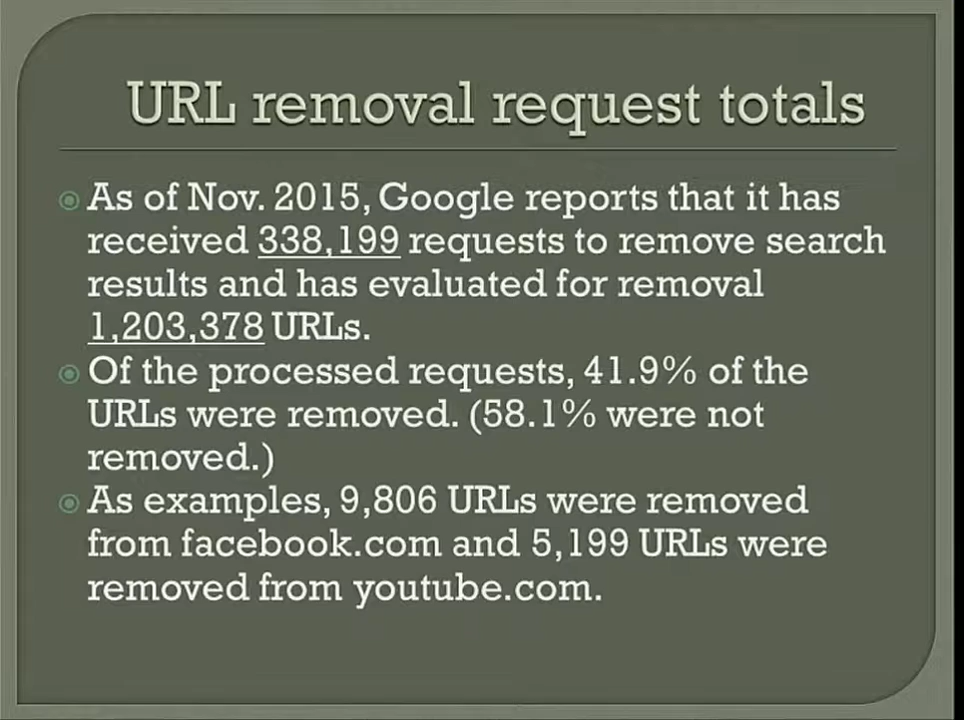 URL removal request totals
As of Nov. 2015, Google reports that it has
received 338,199 requests to remove search
results and has evaluated for removal
1,203,378 URLs.
Of the processed requests, 41.9% of the
URLs were removed. (58.1% were not
removed.)
As examples, 9,806 URLs were removed
from facebook.com and 5,199 URLs were
removed from youtube.com.